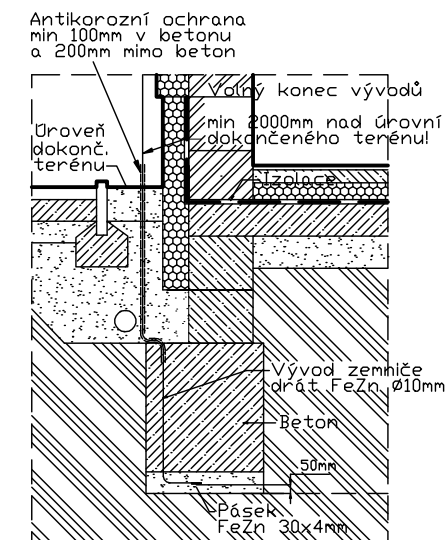 Antikorozní ochrana
min 100mm v betonu
a 200mm mimo beton
Volný konec vývodů
min 2000mm nad úrovní
dokončeného terénu!
Úroveň
dokonč.
terénu
Izolace
Vývod zemniče
drát FeZn Ø10mm
Beton
50mm
Pásek
FeZn 30x4mm